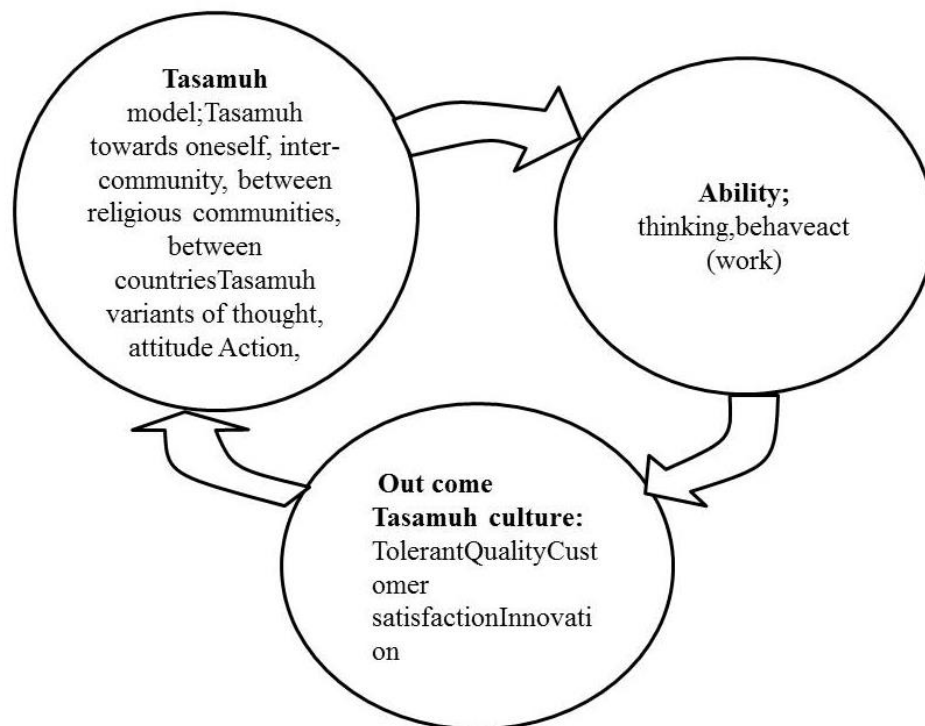 Tasamuh
model;Tasamuh
towards oneself, inter-
community, between
religious communities,
between
countriesTasamuh
variants of thought,
attitude Action,
Ability;
thinking,behaveact
(work)
Out come
Tasamuh culture:
TolerantQualityCust
omer
satisfactionInnovati
on